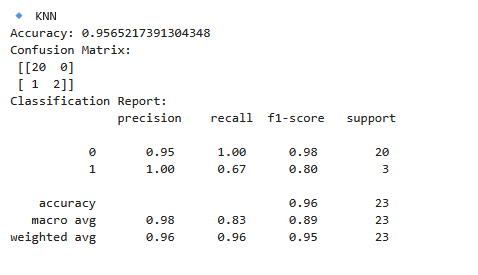 🔹 KNN
Accuracy: 0.9565217391304348
Confusion Matrix:
 [[20  0]
 [ 1  2]]
Classification Report:
              precision    recall  f1-score   support

           0       0.95      1.00      0.98        20
           1       1.00      0.67      0.80         3

    accuracy                           0.96        23
   macro avg       0.98      0.83      0.89        23
weighted avg       0.96      0.96      0.95        23